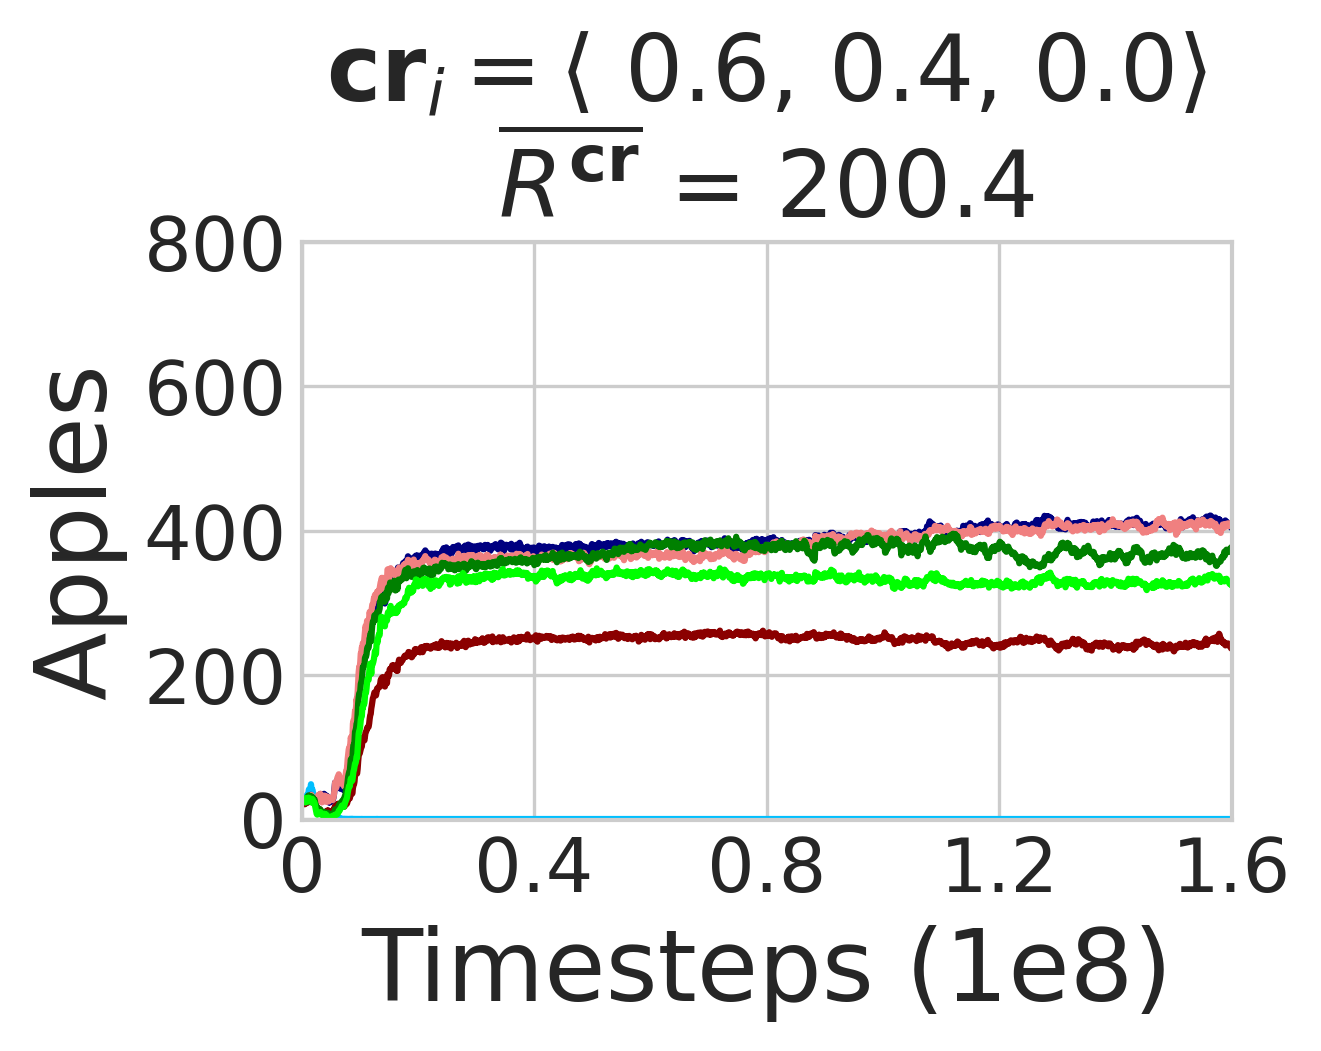 cr_i = ⟨ 0.6, 0.4, 0.0⟩
\overline{R^{cr}} = 200.4
800
600
400
200
0
Apples
0 0.4 0.8 1.2 1.6
Timesteps (1e8)